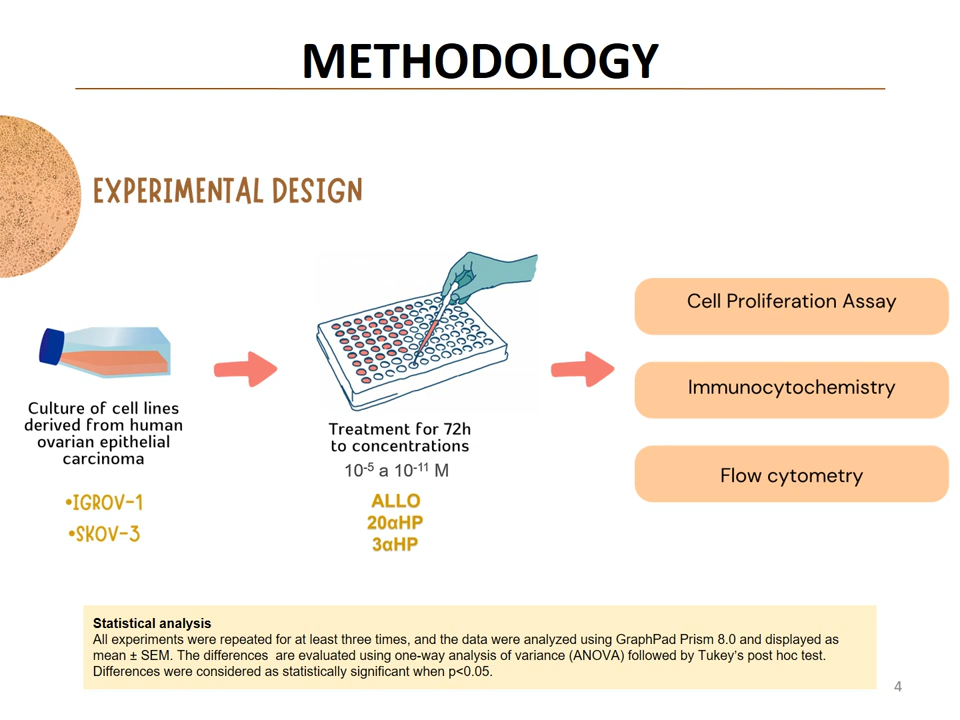 METHODOLOGY
EXPERIMENTAL DESIGN
Culture of cell lines
derived from human
ovarian epithelial
carcinoma
•IGROV-1
•SKOV-3
Treatment for 72h
to concentrations
10⁻⁵ a 10⁻¹¹ M
ALLO
20αHP
3αHP
Cell Proliferation Assay
Immunocytochemistry
Flow cytometry
Statistical analysis
All experiments were repeated for at least three times, and the data were analyzed using GraphPad Prism 8.0 and displayed as
mean ± SEM. The differences are evaluated using one-way analysis of variance (ANOVA) followed by Tukey's post hoc test.
Differences were considered as statistically significant when p<0.05.
4